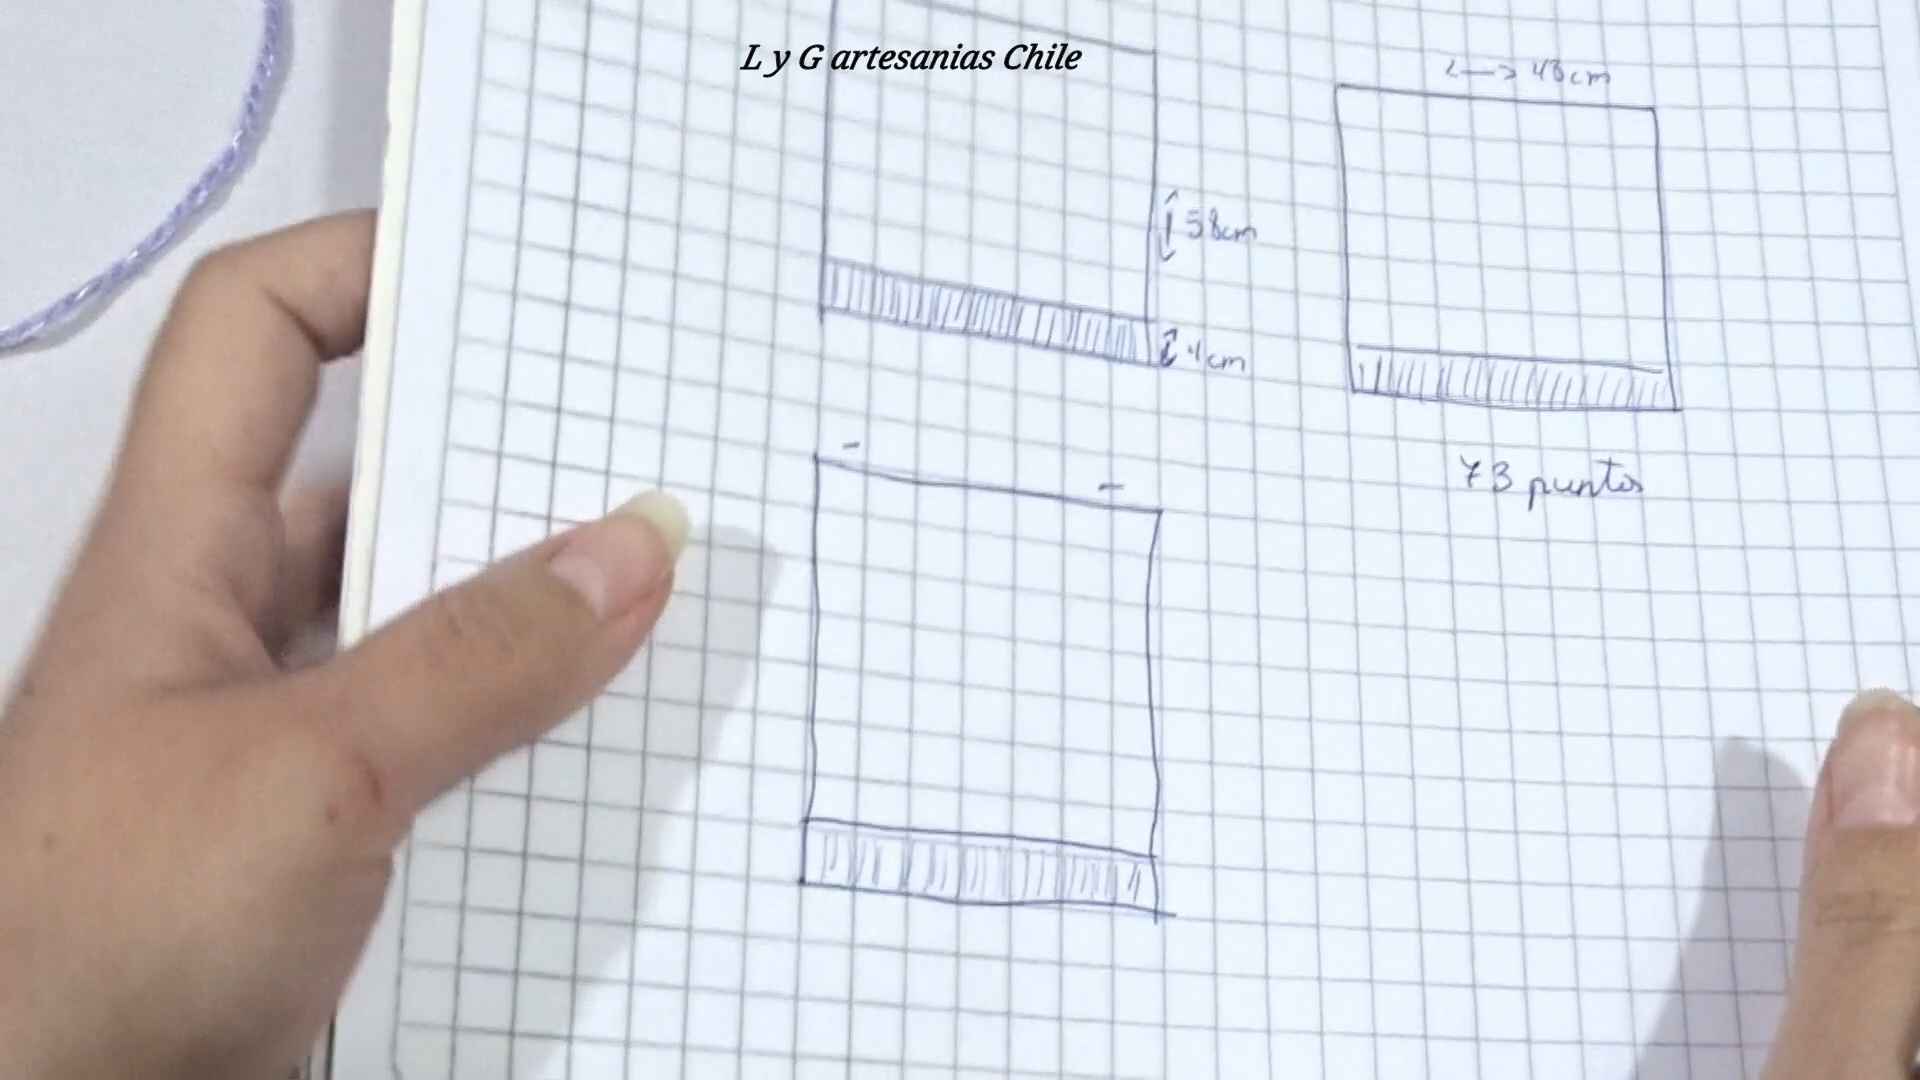 L y G artesanias Chile
<—> 48cm
58cm
4cm
73 puntos